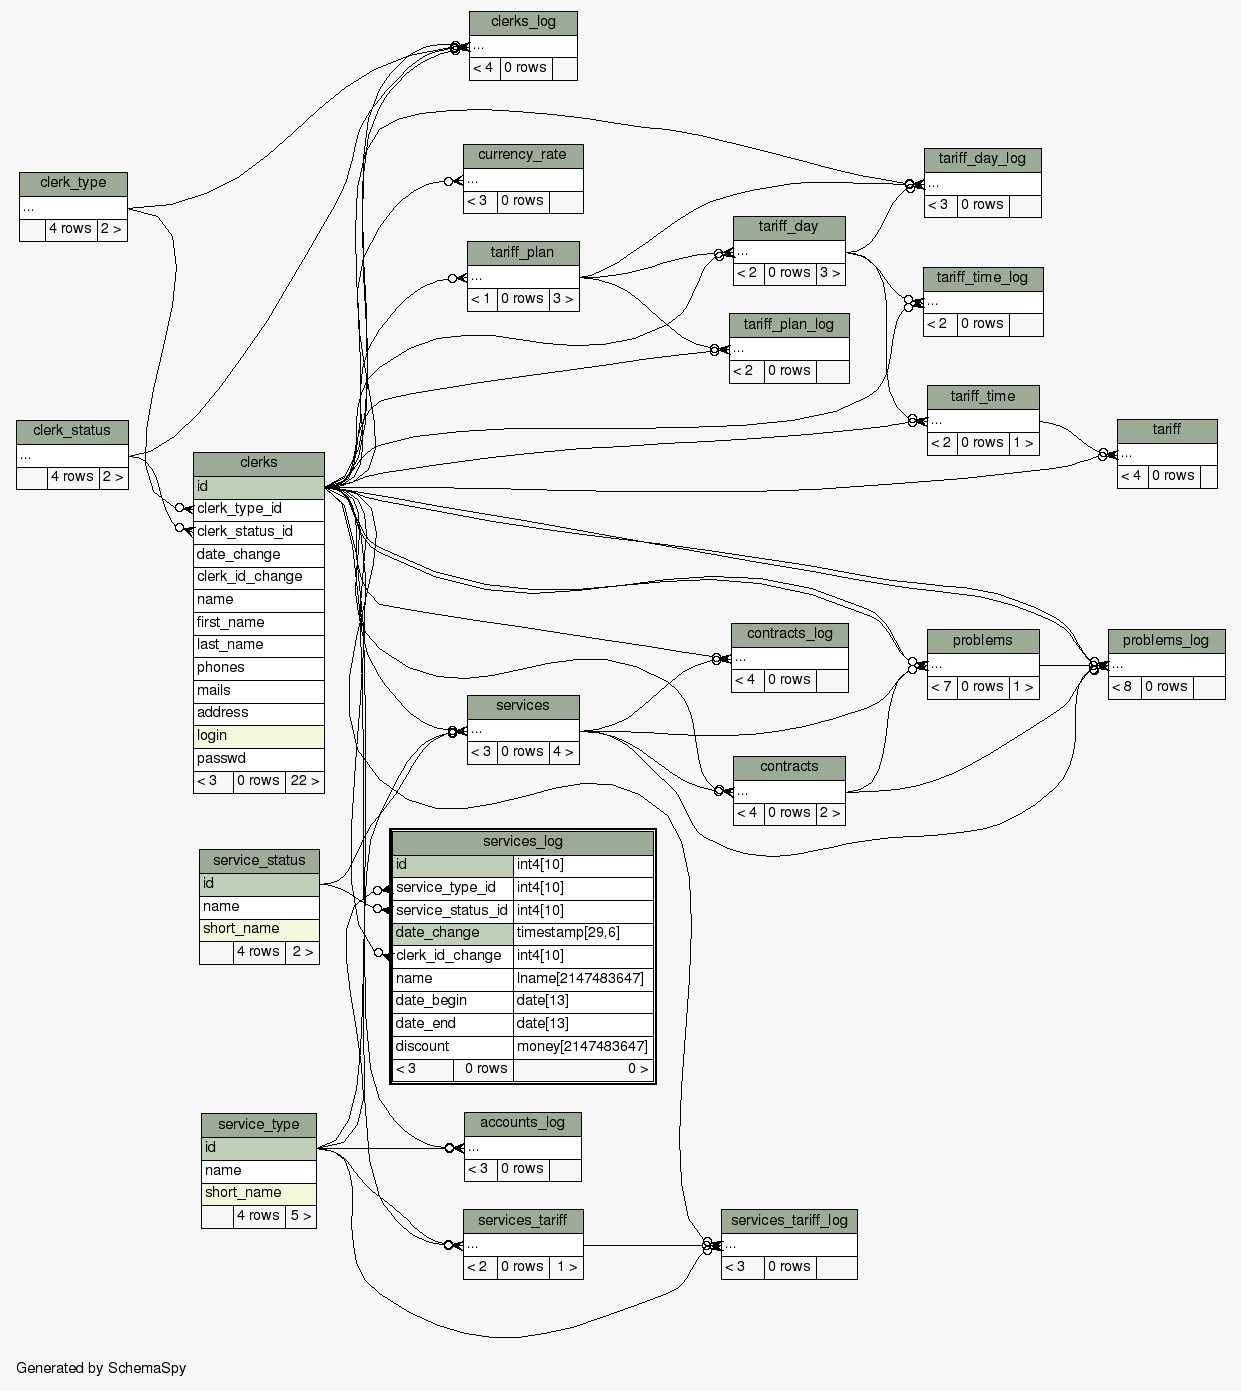 clerks_log
...
< 4 0 rows
currency_rate
...
< 3 0 rows
tariff_day_log
...
< 3 0 rows
clerk_type
...
4 rows 2 >
tariff_day
...
< 2 0 rows 3 >
tariff_plan
...
< 1 0 rows 3 >
tariff_time_log
...
< 2 0 rows
tariff_plan_log
...
< 2 0 rows
tariff_time
...
< 2 0 rows 1 >
tariff
...
< 4 0 rows
clerk_status
...
4 rows 2 >
clerks
id
clerk_type_id
clerk_status_id
date_change
clerk_id_change
name
first_name
last_name
phones
mails
address
login
passwd
< 3 0 rows 22 >
contracts_log
...
< 4 0 rows
problems
...
< 7 0 rows 1 >
problems_log
...
< 8 0 rows
services
...
< 3 0 rows 4 >
contracts
...
< 4 0 rows 2 >
services_log
id int4[10]
service_type_id int4[10]
service_status_id int4[10]
date_change timestamp[29,6]
clerk_id_change int4[10]
name lname[2147483647]
date_begin date[13]
date_end date[13]
discount money[2147483647]
< 3 0 rows 0 >
service_status
id
name
short_name
4 rows 2 >
service_type
id
name
short_name
4 rows 5 >
accounts_log
...
< 3 0 rows
services_tariff
...
< 2 0 rows 1 >
services_tariff_log
...
< 3 0 rows
Generated by SchemaSpy